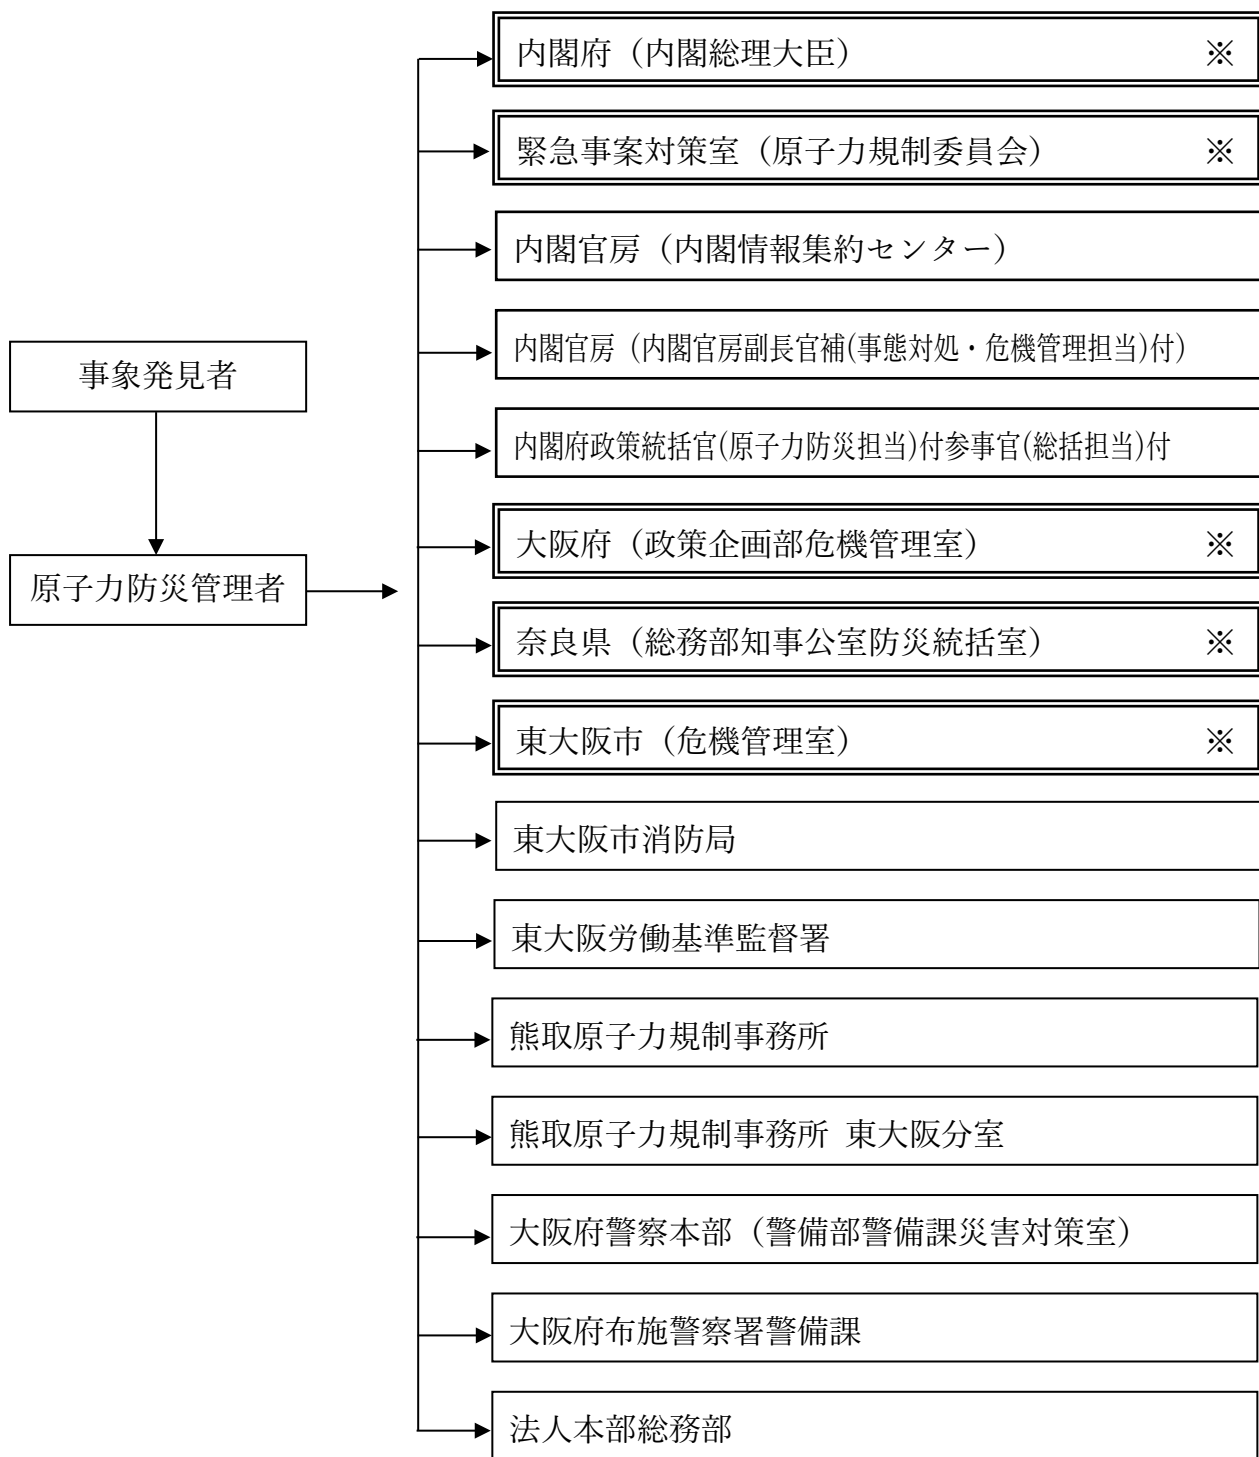 内閣府（内閣総理大臣） ※
緊急事案対策室（原子力規制委員会） ※
内閣官房（内閣情報集約センター）
内閣官房（内閣官房副長官補(事態対処・危機管理担当)付）
事象発見者
内閣府政策統括官(原子力防災担当)付参事官(総括担当)付
大阪府（政策企画部危機管理室） ※
原子力防災管理者
奈良県（総務部知事公室防災統括室） ※
東大阪市（危機管理室） ※
東大阪市消防局
東大阪労働基準監督署
熊取原子力規制事務所
熊取原子力規制事務所 東大阪分室
大阪府警察本部（警備部警備課災害対策室）
大阪府布施警察署警備課
法人本部総務部